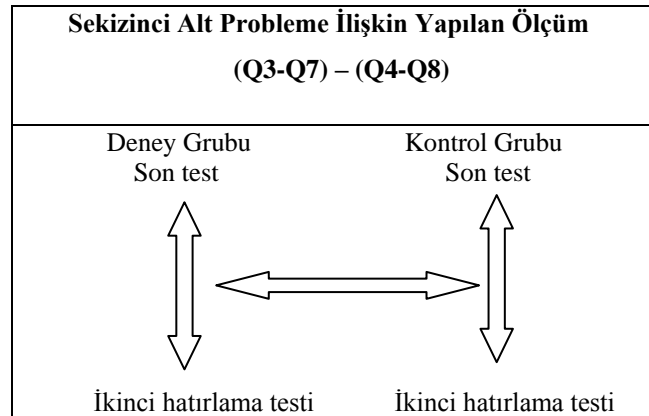 Sekizinci Alt Probleme İlişkin Yapılan Ölçüm
(Q3-Q7) – (Q4-Q8)
Deney Grubu Kontrol Grubu
Son test Son test
İkinci hatırlama testi İkinci hatırlama testi